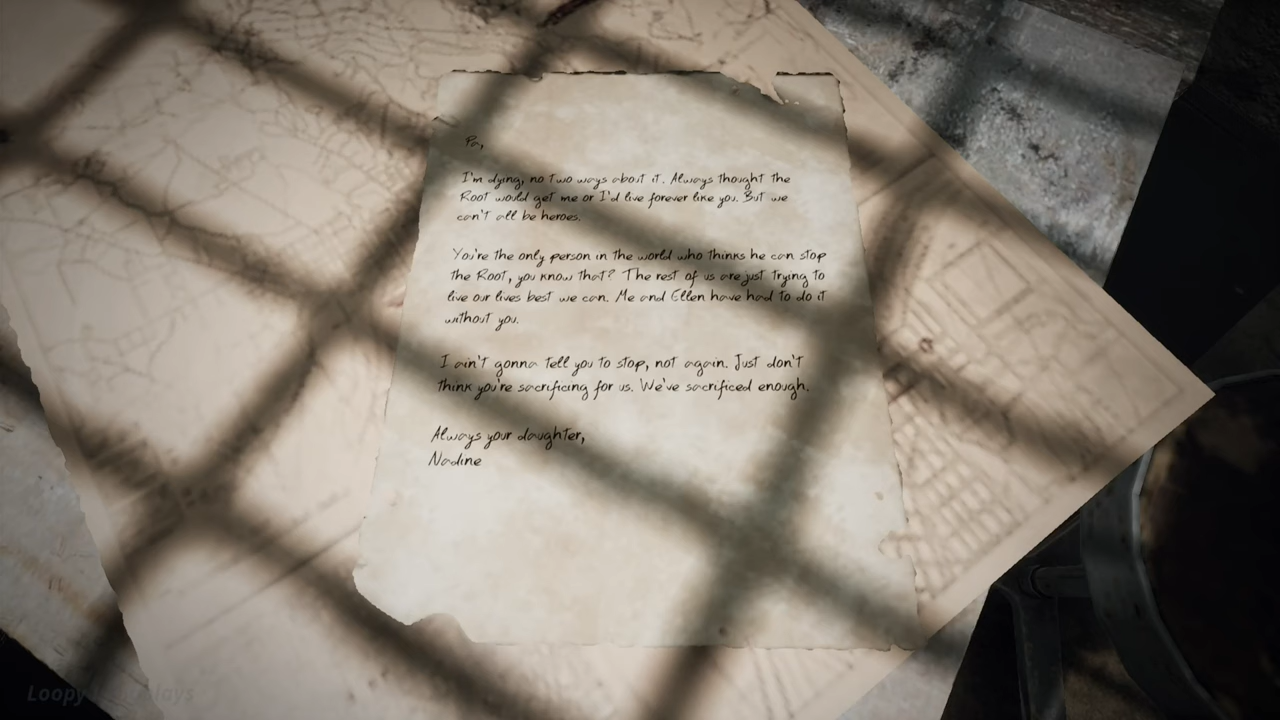 Pa,
I'm dying, no two ways about it. Always thought the
Root would get me or I'd live forever like you. But we
can't all be heroes.
You're the only person in the world who thinks he can stop
the Root, you know that? The rest of us are just trying to
live our lives best we can. Me and Ellen have had to do it
without you.
I ain't gonna tell you to stop, not again. Just don't
think you're sacrificing for us. We've sacrificed enough.
Always your daughter,
Nadine
Loopy